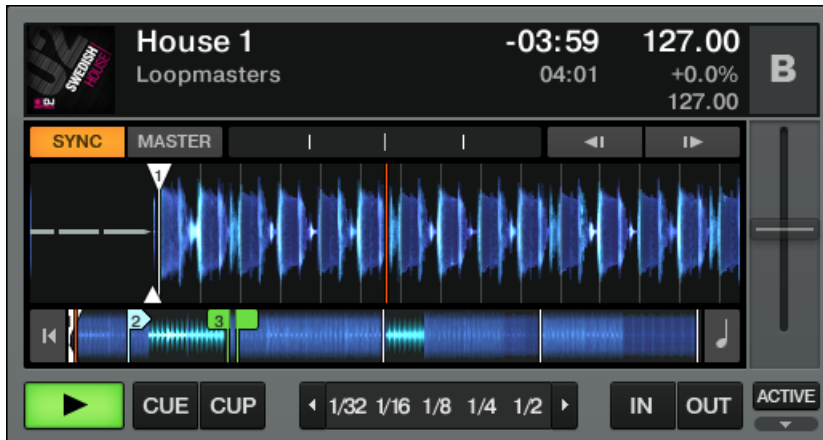 52
SWEDISH
HOUSE
DJ
House 1
Loopmasters
-03:59
04:01
127.00
+0.0%
127.00
B
SYNC
MASTER
1
2
3
CUE
CUP
1/32 1/16 1/8 1/4 1/2
IN
OUT
ACTIVE